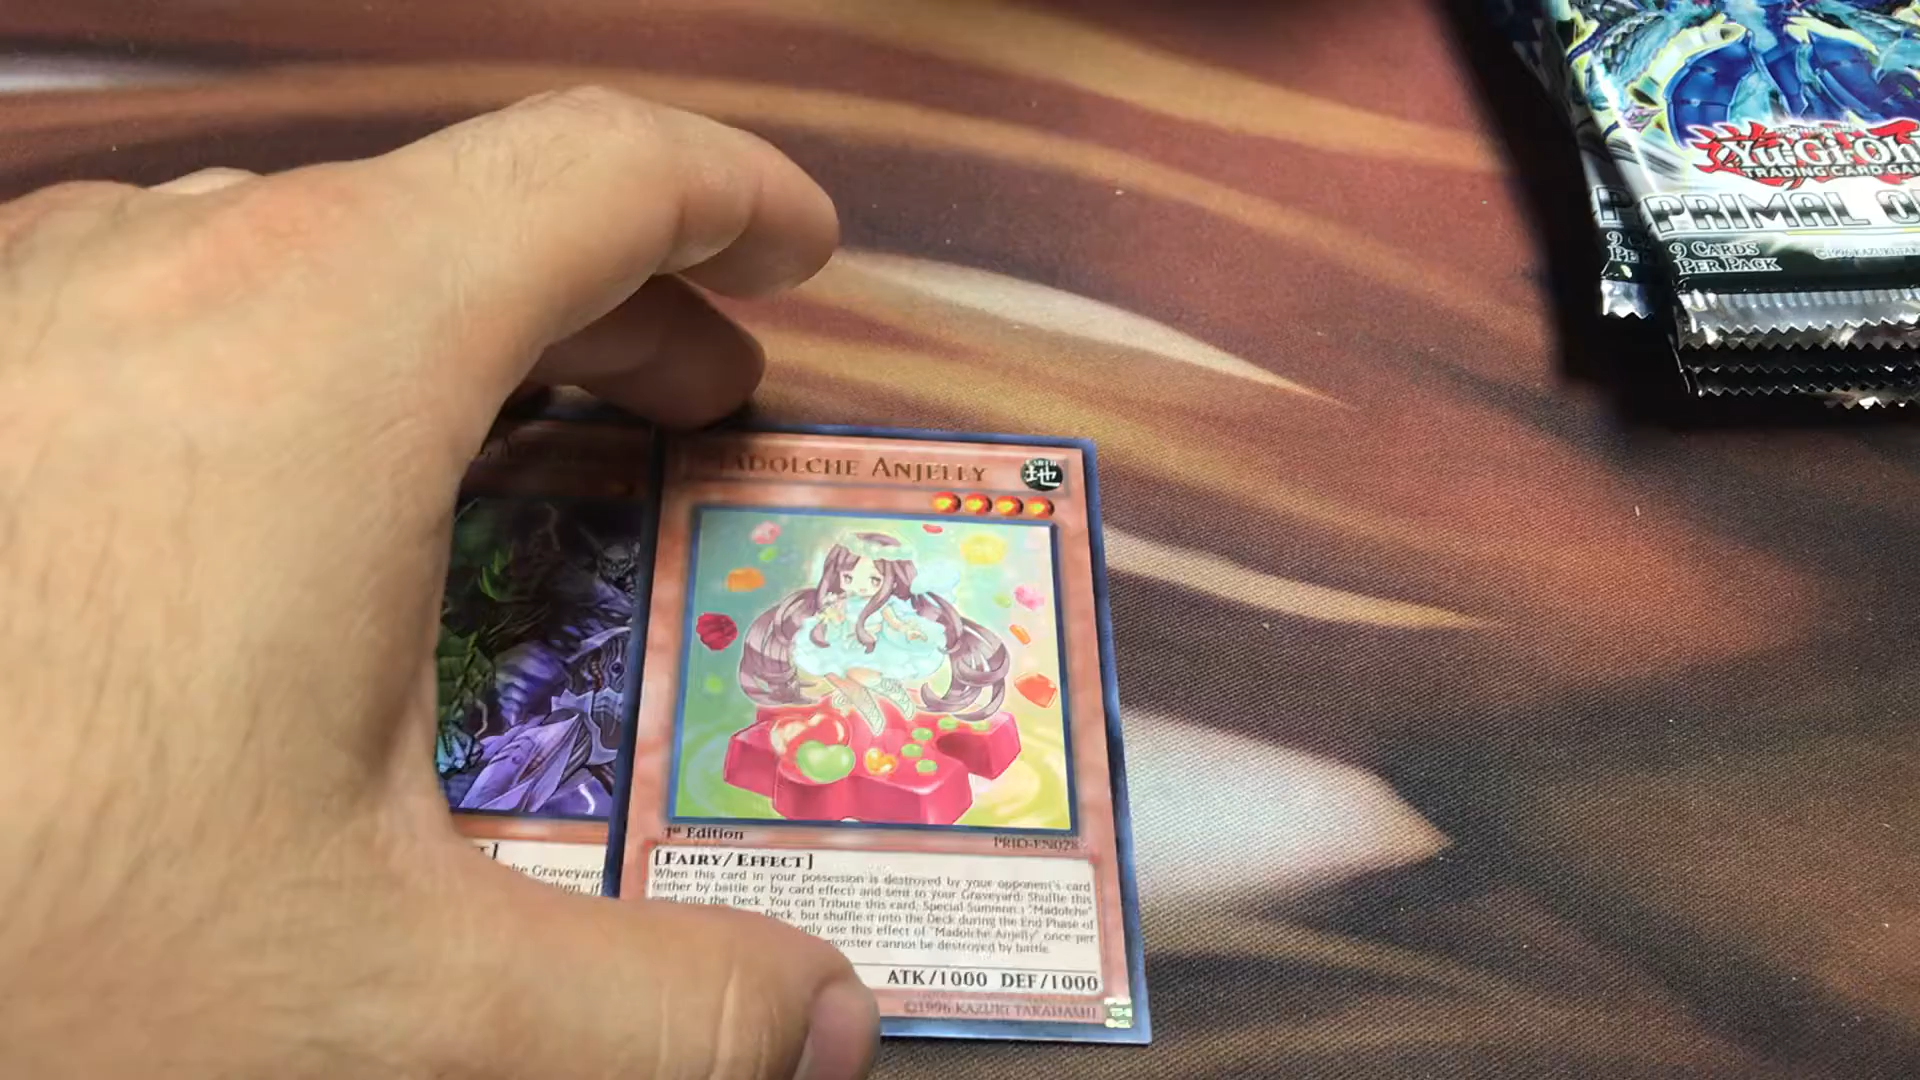 Yu-Gi-Oh
TRADING CARD GA
PRIMAL O
9 CARDS
PER PACK
ADOLCHE ANJELLY
EARTH
地
1st Edition
PRIO-EN028
[FAIRY/EFFECT]
When this card in your possession is destroyed by your opponent's card
(either by battle or by card effect) and sent to your Graveyard: Shuffle this
into the Deck. You can Tribute this card; Special Summon 1 "Madolche"
Deck, but shuffle it into the Deck during the End Phase of
only use this effect of "Madolche Anjelly" once per
monster cannot be destroyed by battle.
ATK/1000 DEF/1000
©1996 KAZUKI TAKAHASHI
he Graveyard